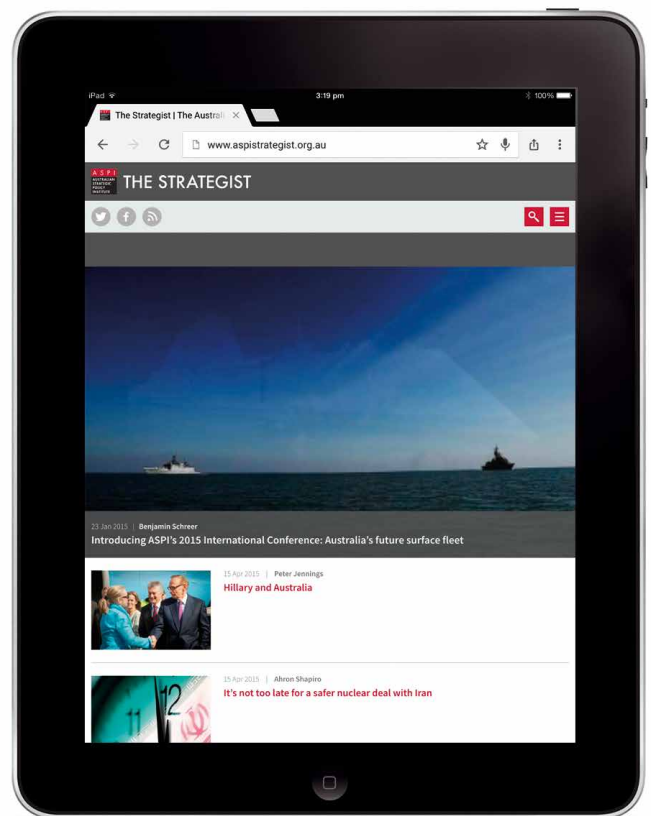 iPad
3:19 pm
100%
The Strategist | The Austral
www.aspistrategist.org.au
ASPI
AUSTRALIAN
STRATEGIC
POLICY
INSTITUTE
THE STRATEGIST
23 Jan 2015 | Benjamin Schreer
Introducing ASPI's 2015 International Conference: Australia's future surface fleet
15 Apr 2015 | Peter Jennings
Hillary and Australia
15 Apr 2015 | Ahron Shapiro
It's not too late for a safer nuclear deal with Iran
11
12